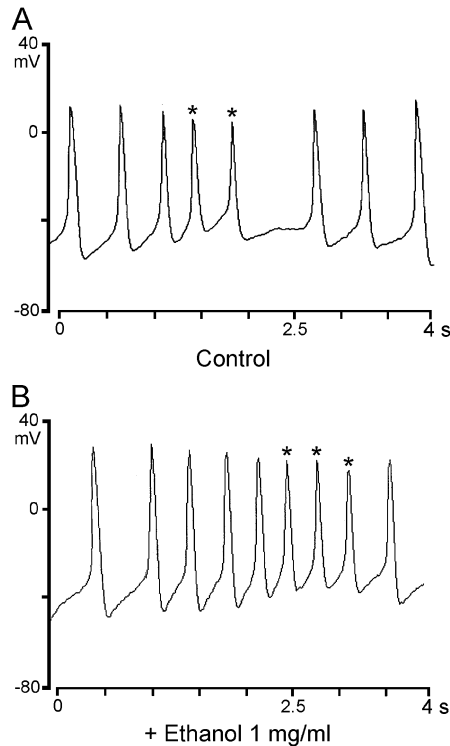 A
40
mV
* *
0
-80
0 2.5 4 s
Control
B
40
mV
* * *
0
-80
0 2.5 4 s
+ Ethanol 1 mg/ml